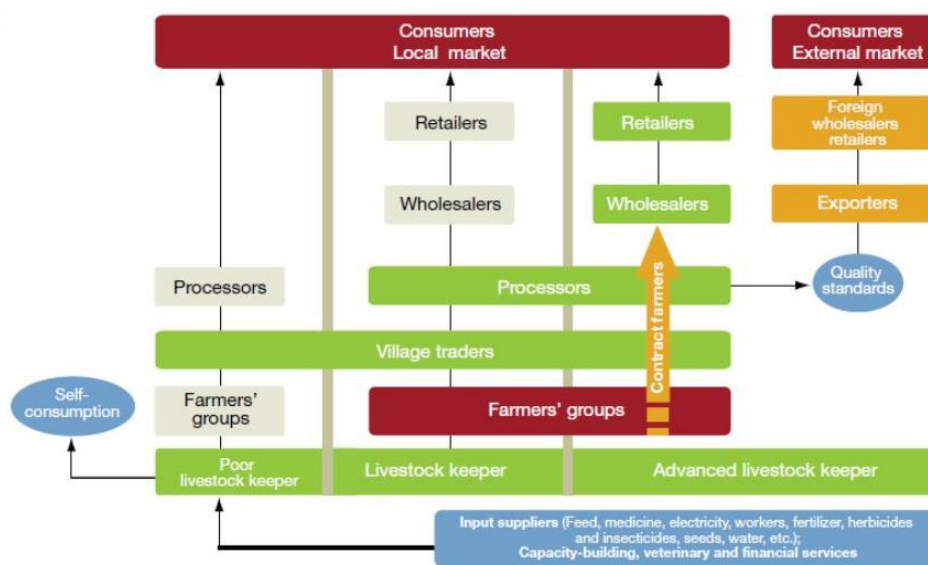 Consumers
Local market
Consumers
External market
Retailers
Retailers
Foreign
wholesalers
retailers
Wholesalers
Wholesalers
Exporters
Processors
Processors
Quality
standards
Contract farmers
Village traders
Self-
consumption
Farmers'
groups
Farmers' groups
Poor
livestock keeper
Livestock keeper
Advanced livestock keeper
Input suppliers (Feed, medicine, electricity, workers, fertilizer, herbicides
and insecticides, seeds, water, etc.);
Capacity-building, veterinary and financial services